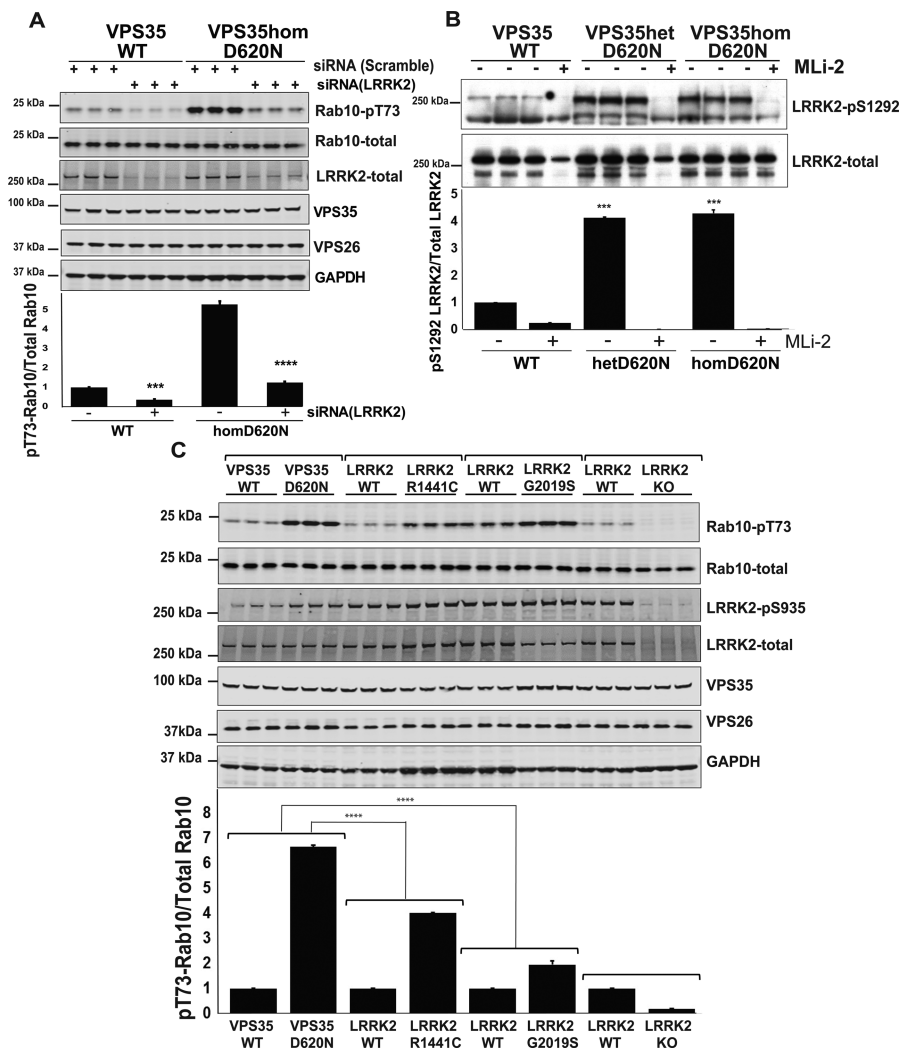 A
VPS35 WT
VPS35hom D620N
+ + +
+ + +
siRNA (Scramble)
+ + +
+ + +
siRNA(LRRK2)
25 kDa
Rab10-pT73
25 kDa
Rab10-total
250 kDa
LRRK2-total
100 kDa
VPS35
37 kDa
VPS26
37 kDa
GAPDH
pT73-Rab10/Total Rab10
5
4
3
2
1
0
***
****
- + - +
siRNA(LRRK2)
WT
homD620N
B
VPS35 WT
VPS35het D620N
VPS35hom D620N
- - - + - - - + - - - +
MLi-2
250 kDa
LRRK2-pS1292
250 kDa
LRRK2-total
pS1292 LRRK2/Total LRRK2
5
4
3
2
1
0
***
***
- + - + - +
MLi-2
WT
hetD620N
homD620N
C
VPS35 WT
VPS35 D620N
LRRK2 WT
LRRK2 R1441C
LRRK2 WT
LRRK2 G2019S
LRRK2 WT
LRRK2 KO
25 kDa
Rab10-pT73
25 kDa
Rab10-total
250 kDa
LRRK2-pS935
250 kDa
LRRK2-total
100 kDa
VPS35
37kDa
VPS26
37 kDa
GAPDH
pT73-Rab10/Total Rab10
8
7
6
5
4
3
2
1
0
****
****
VPS35 WT
VPS35 D620N
LRRK2 WT
LRRK2 R1441C
LRRK2 WT
LRRK2 G2019S
LRRK2 WT
LRRK2 KO